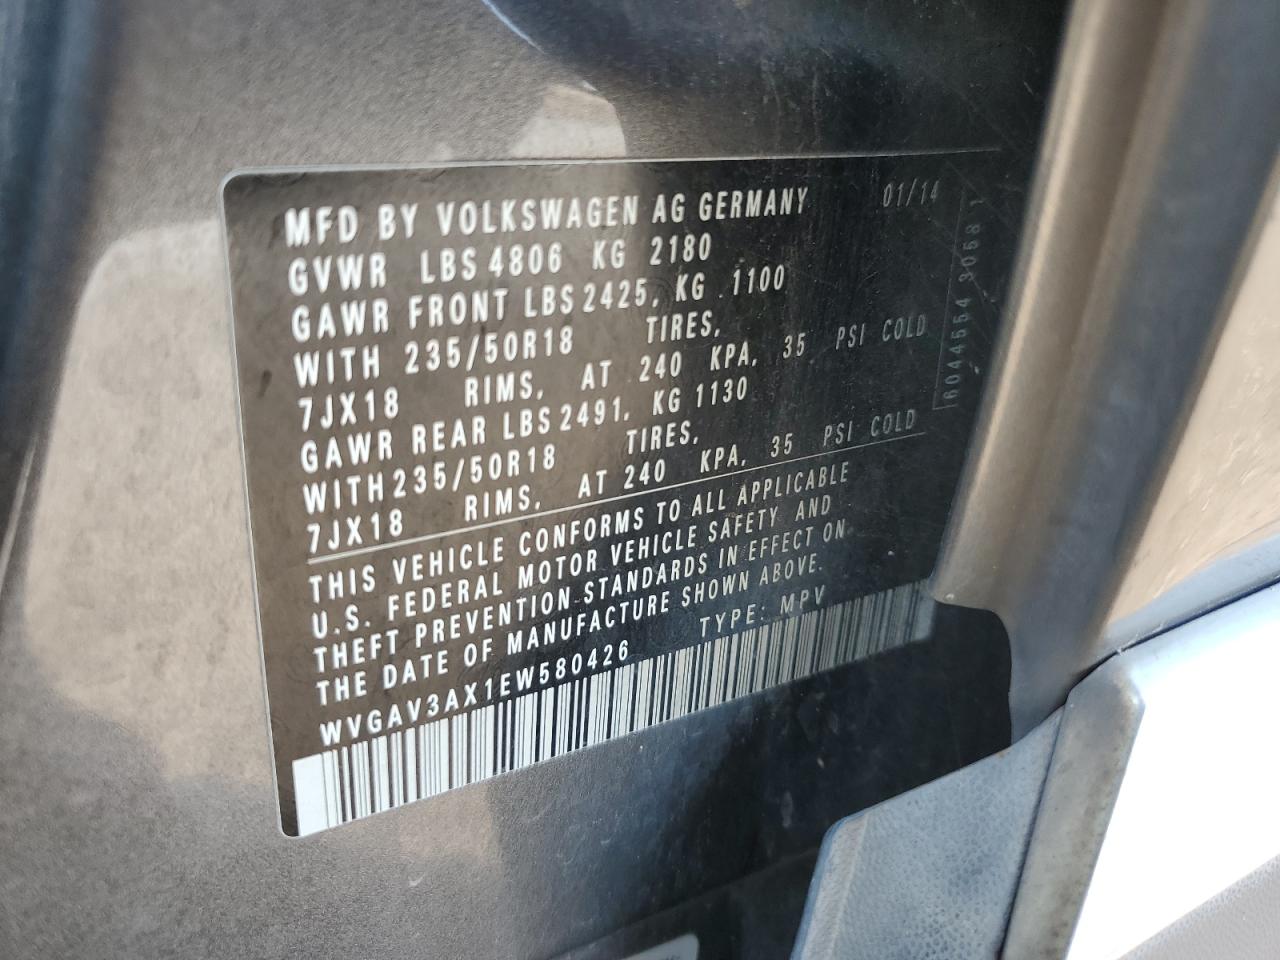 MFD BY VOLKSWAGEN AG GERMANY 01/14
GVWR LBS 4806 KG 2180
GAWR FRONT LBS 2425, KG 1100
WITH 235/50R18 TIRES,
7JX18 RIMS, AT 240 KPA, 35 PSI COLD
GAWR REAR LBS 2491, KG 1130
WITH 235/50R18 TIRES,
7JX18 RIMS, AT 240 KPA, 35 PSI COLD
THIS VEHICLE CONFORMS TO ALL APPLICABLE
U.S. FEDERAL MOTOR VEHICLE SAFETY AND
THEFT PREVENTION STANDARDS IN EFFECT ON
THE DATE OF MANUFACTURE SHOWN ABOVE.
WVGAV3AX1EW580426 TYPE: MPV